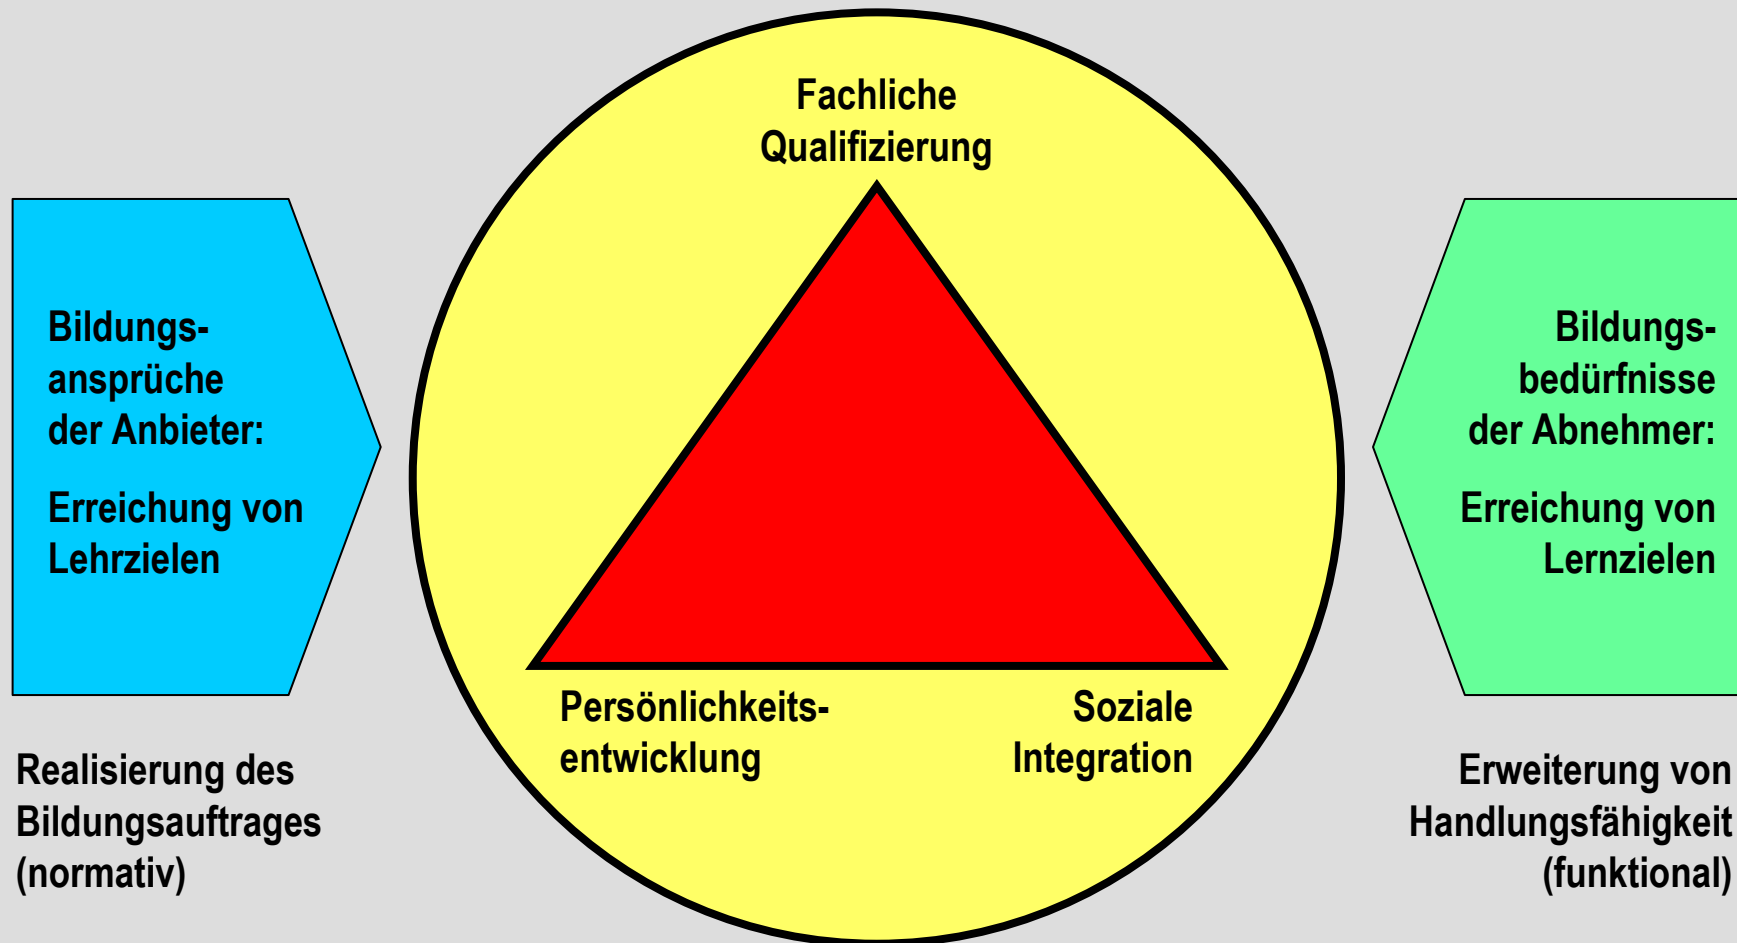 Fachliche
Qualifizierung
Bildungs-
ansprüche
der Anbieter:
Erreichung von
Lehrzielen
Bildungs-
bedürfnisse
der Abnehmer:
Erreichung von
Lernzielen
Persönlichkeits-
entwicklung
Soziale
Integration
Realisierung des
Bildungsauftrages
(normativ)
Erweiterung von
Handlungsfähigkeit
(funktional)